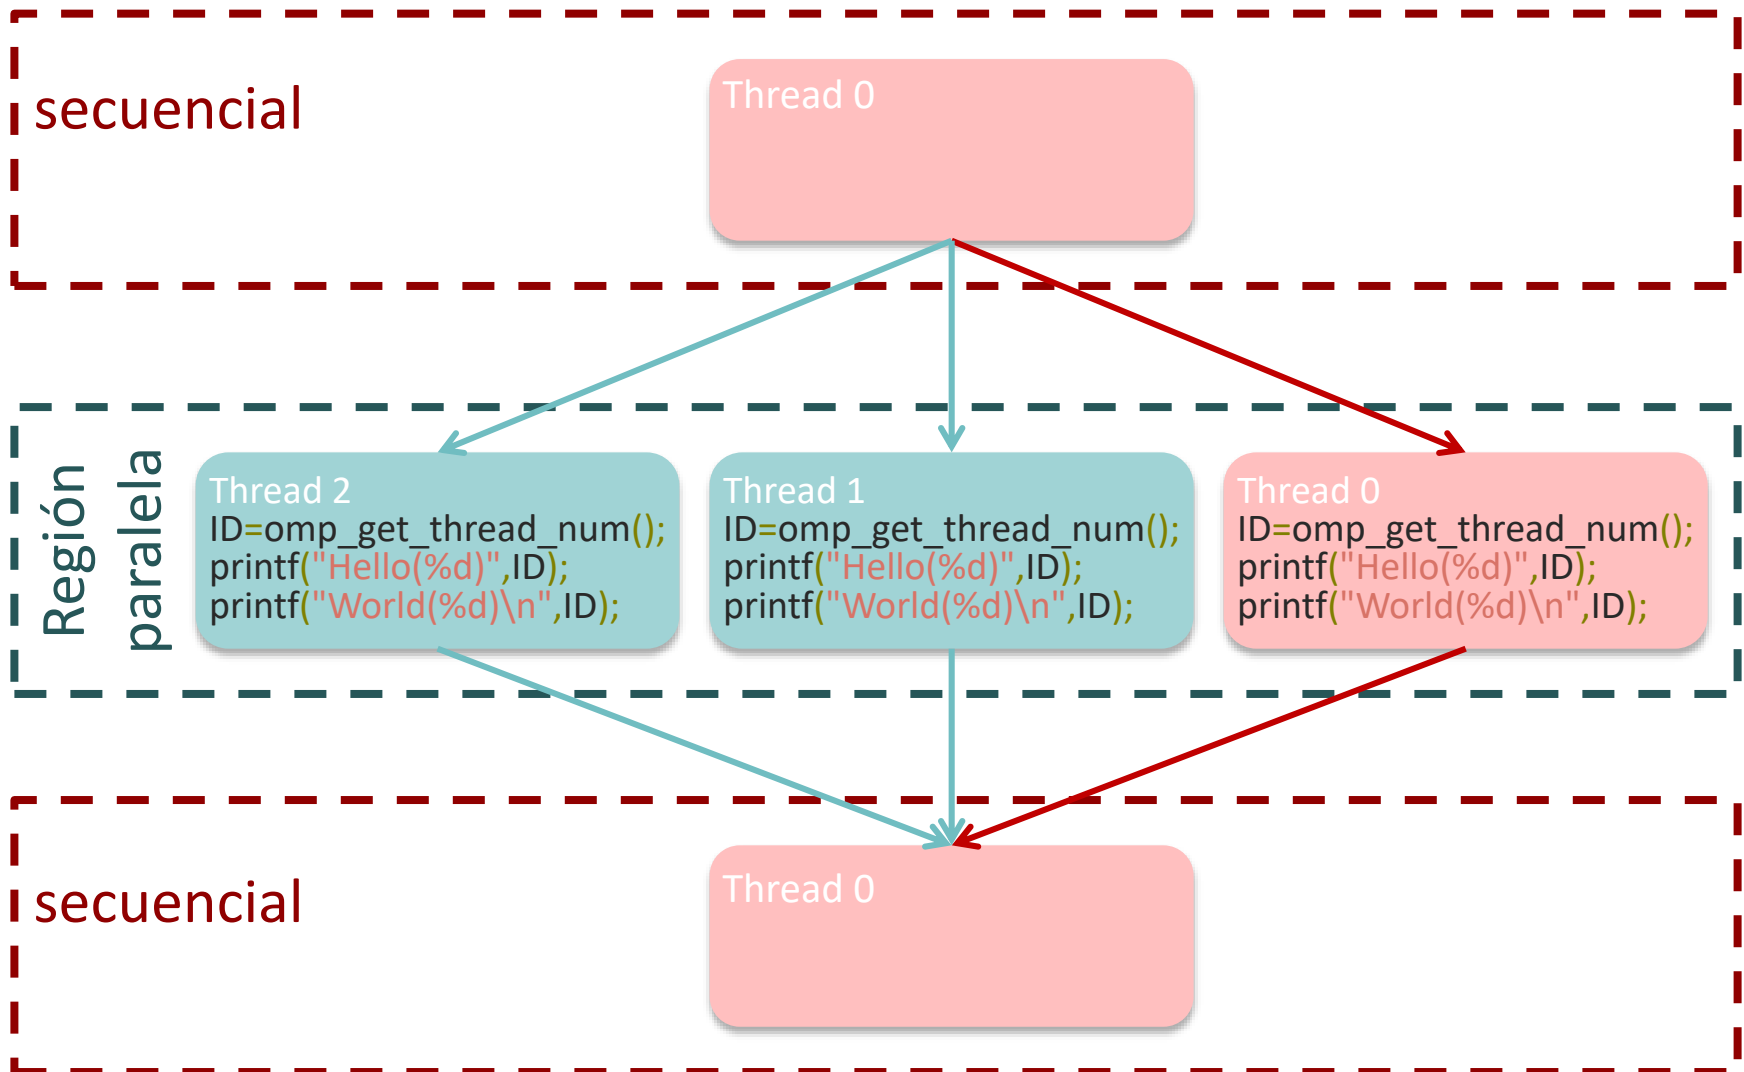 secuencial
Thread 0
Región
paralela
Thread 2
ID=omp_get_thread_num();
printf("Hello(%d)",ID);
printf("World(%d)\n",ID);
Thread 1
ID=omp_get_thread_num();
printf("Hello(%d)",ID);
printf("World(%d)\n",ID);
Thread 0
ID=omp_get_thread_num();
printf("Hello(%d)",ID);
printf("World(%d)\n",ID);
secuencial
Thread 0